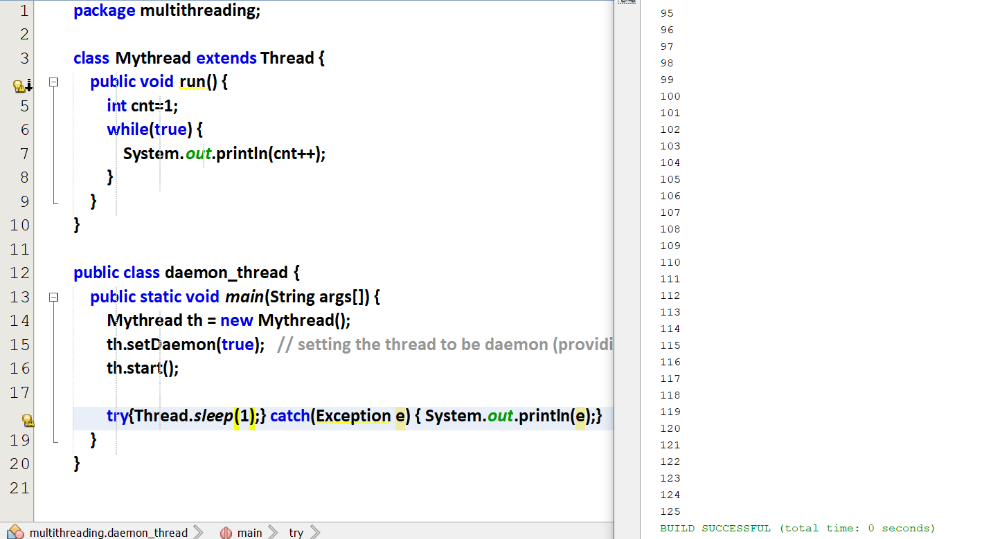 1 package multithreading;
2
3 class Mythread extends Thread {
public void run() {
5 int cnt=1;
6 while(true) {
7 System.out.println(cnt++);
8 }
9 }
10 }
11
12 public class daemon_thread {
13 public static void main(String args[]) {
14 Mythread th = new Mythread();
15 th.setDaemon(true); // setting the thread to be daemon (providi
16 th.start();
17
try{Thread.sleep(1);} catch(Exception e) { System.out.println(e);}
19 }
20 }
21
multithreading.daemon_thread main try
95
96
97
98
99
100
101
102
103
104
105
106
107
108
109
110
111
112
113
114
115
116
117
118
119
120
121
122
123
124
125
BUILD SUCCESSFUL (total time: 0 seconds)